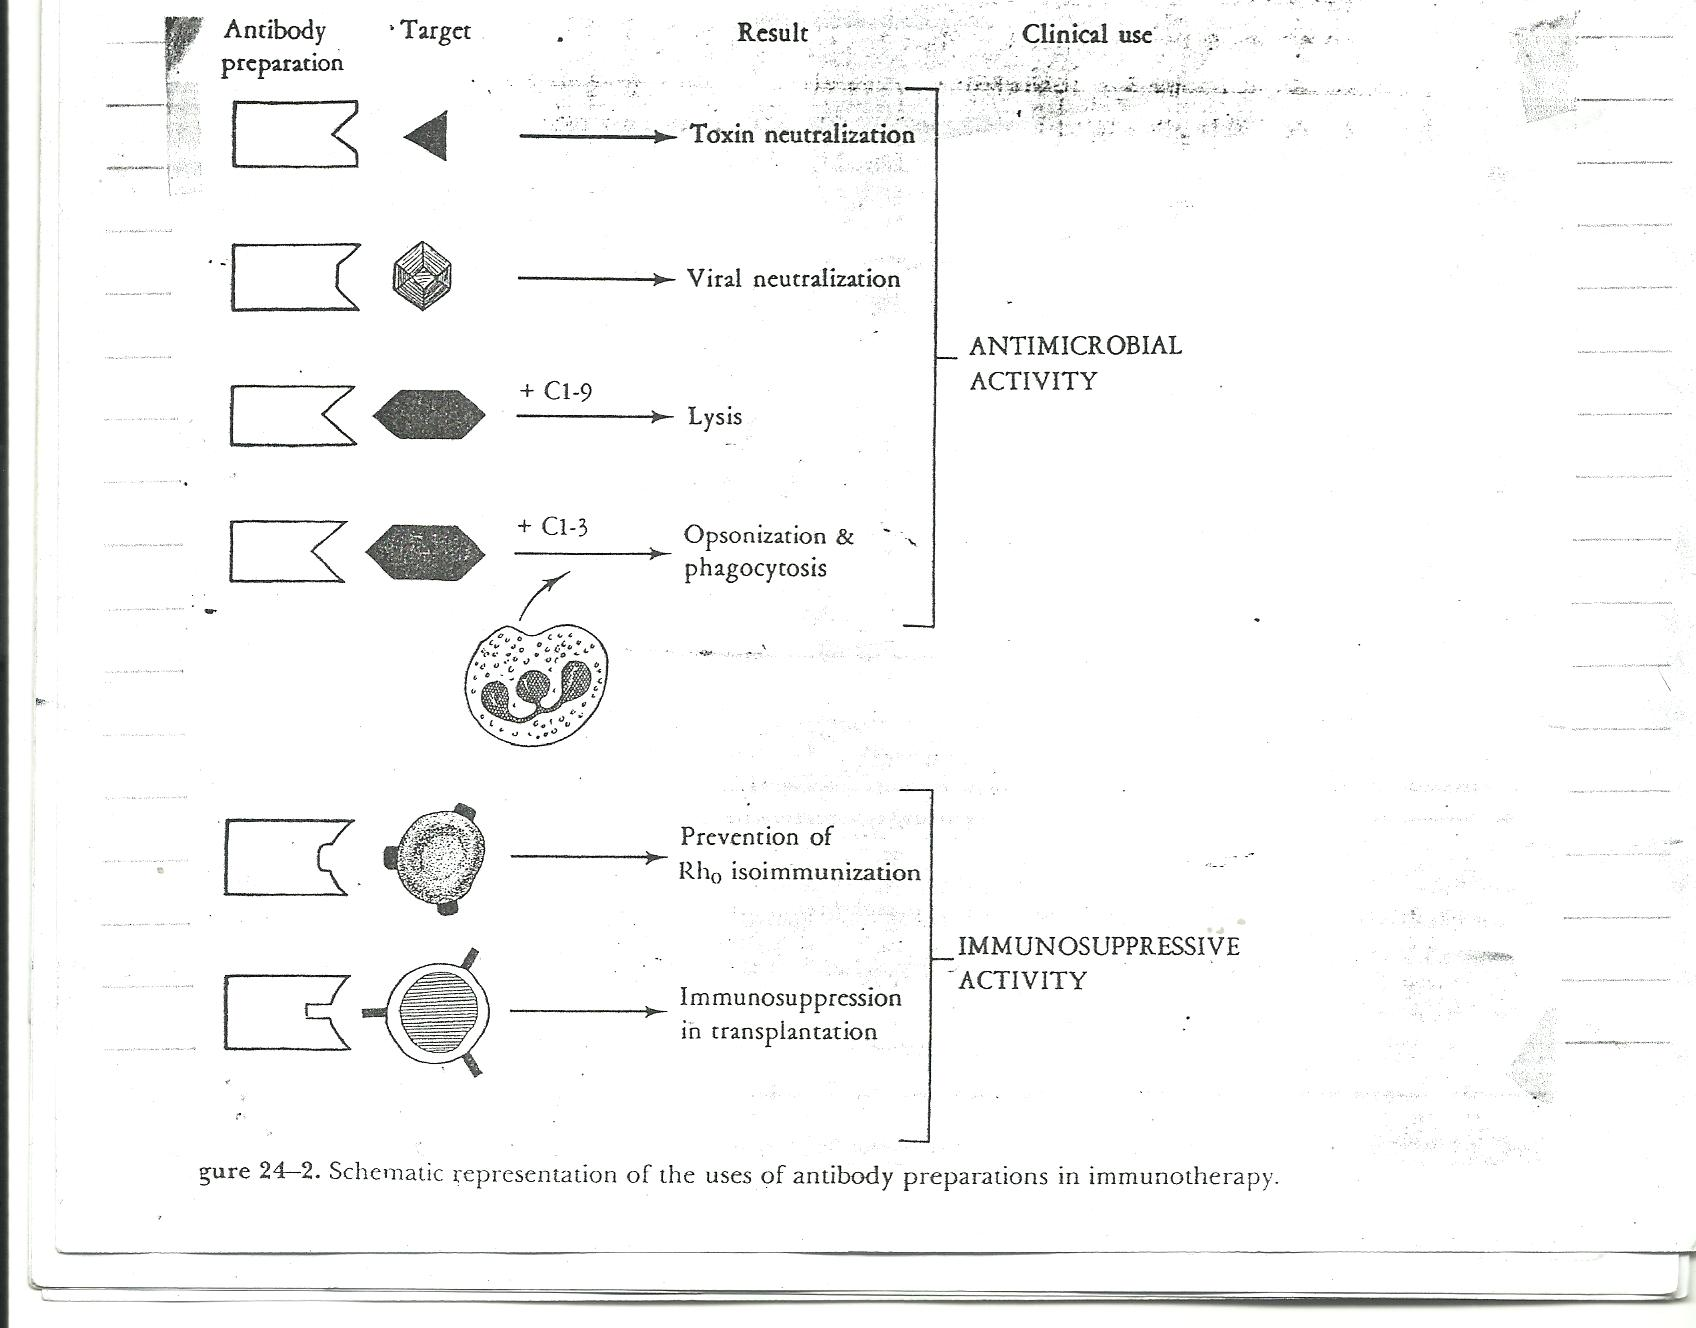 Antibody preparation
Target
Result
Clinical use
Toxin neutralization
Viral neutralization
+ C1-9
Lysis
+ C1-3
Opsonization &
phagocytosis
ANTIMICROBIAL
ACTIVITY
Prevention of
Rh₀ isoimmunization
Immunosuppression
in transplantation
IMMUNOSUPPRESSIVE
ACTIVITY
gure 24–2. Schematic representation of the uses of antibody preparations in immunotherapy.